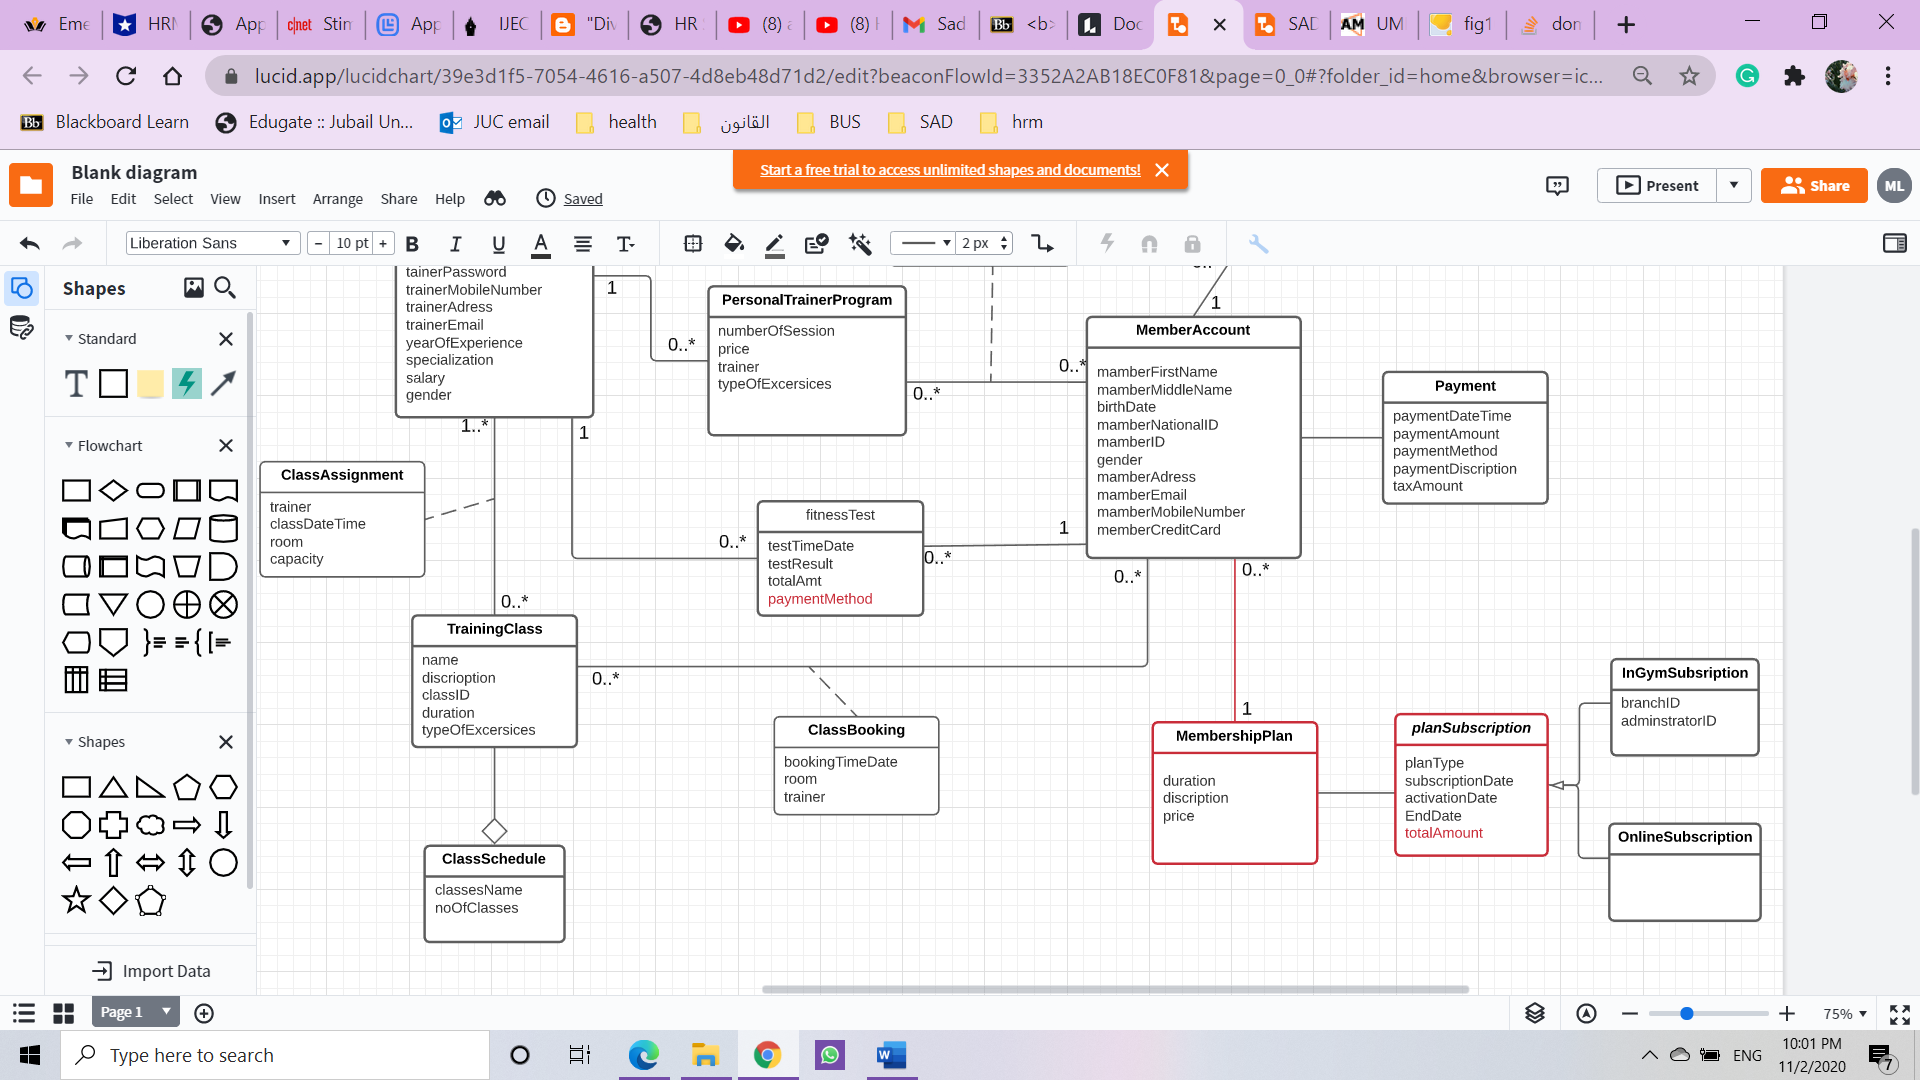 Eme
HRM
App
c|net Stim
App
IJEC
"Div
HR S
(8) a
(8) H
Sad
Bb <b>
Doc
SAD
AM UM
fig1
don
lucid.app/lucidchart/39e3d1f5-7054-4616-a507-4d8eb48d71d2/edit?beaconFlowId=3352A2AB18EC0F81&page=0_0#?folder_id=home&browser=ic...
Bb Blackboard Learn
Edugate :: Jubail Un...
JUC email
health
القانون
BUS
SAD
hrm
Blank diagram
Start a free trial to access unlimited shapes and documents!
File Edit Select View Insert Arrange Share Help Saved
Present
Share
ML
Liberation Sans
10 pt
B I U A T
2 px
Shapes
Standard
T
Flowchart
Shapes
Import Data
tainerPassword
trainerMobileNumber
trainerAdress
trainerEmail
yearOfExperience
specialization
salary
gender
1
0..*
1..*
1
PersonalTrainerProgram
numberOfSession
price
trainer
typeOfExcersices
0..*
0..*
1
MemberAccount
mamberFirstName
mamberMiddleName
birthDate
mamberNationalID
mamberID
gender
mamberAdress
mamberEmail
mamberMobileNumber
memberCreditCard
Payment
paymentDateTime
paymentAmount
paymentMethod
paymentDiscription
taxAmount
ClassAssignment
trainer
classDateTime
room
capacity
fitnessTest
testTimeDate
testResult
totalAmt
paymentMethod
0..*
0..*
1
0..*
0..*
0..*
TrainingClass
name
discrioption
classID
duration
typeOfExcersices
0..*
ClassBooking
bookingTimeDate
room
trainer
1
MembershipPlan
duration
discription
price
planSubscription
planType
subscriptionDate
activationDate
EndDate
totalAmount
InGymSubsription
branchID
adminstratorID
OnlineSubscription
ClassSchedule
classesName
noOfClasses
Page 1
75%
Type here to search
ENG
10:01 PM
11/2/2020
7